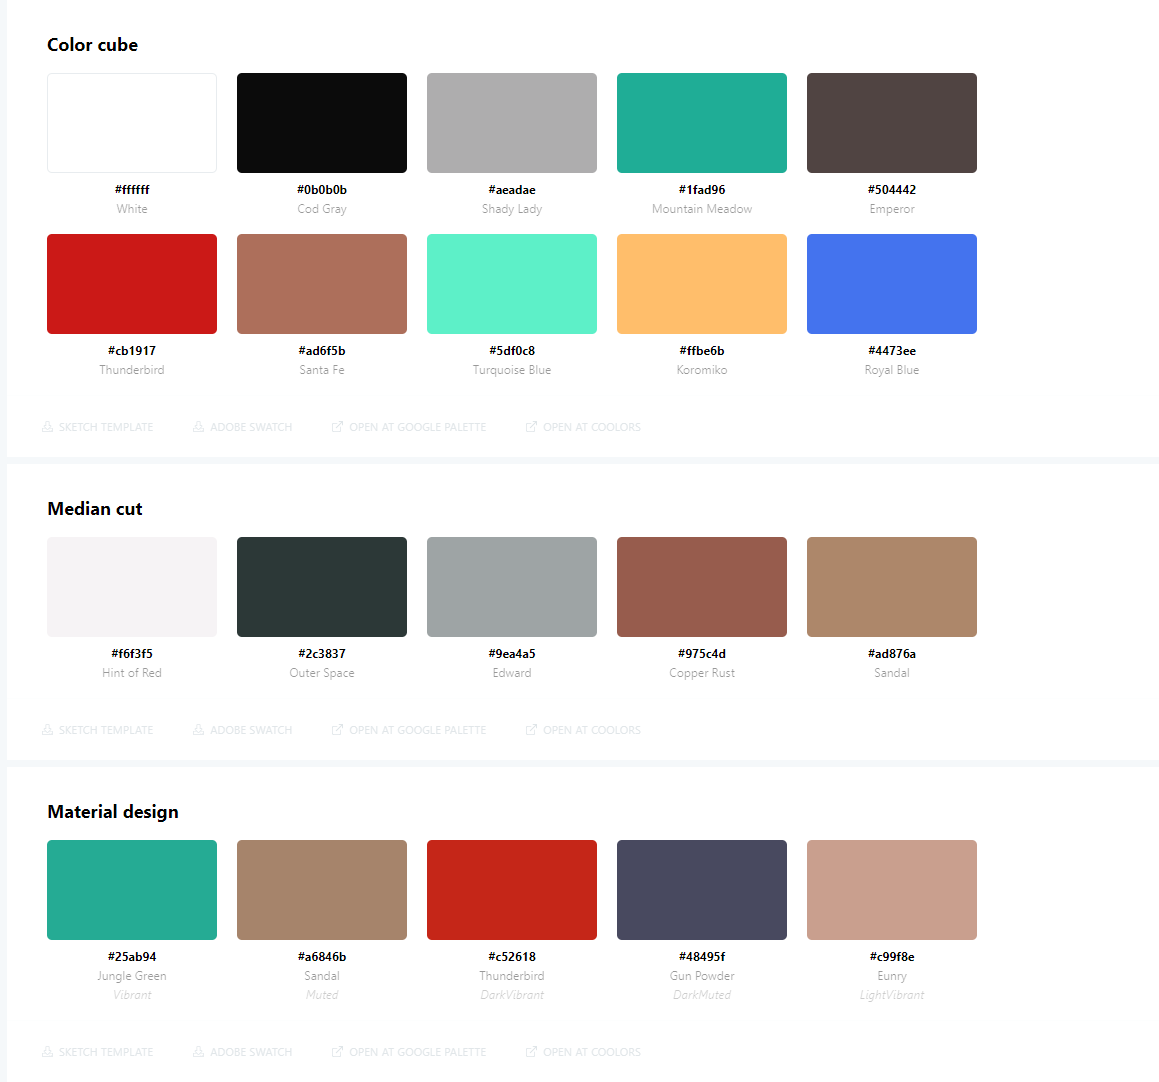 Color cube
#ffffff #0b0b0b #aeadae #1fad96 #504442
White Cod Gray Shady Lady Mountain Meadow Emperor
#cb1917 #ad6f5b #5df0c8 #ffbe6b #4473ee
Thunderbird Santa Fe Turquoise Blue Koromiko Royal Blue
SKETCH TEMPLATE ADOBE SWATCH OPEN AT GOOGLE PALETTE OPEN AT COOLORS
Median cut
#f6f3f5 #2c3837 #9ea4a5 #975c4d #ad876a
Hint of Red Outer Space Edward Copper Rust Sandal
SKETCH TEMPLATE ADOBE SWATCH OPEN AT GOOGLE PALETTE OPEN AT COOLORS
Material design
#25ab94 #a6846b #c52618 #48495f #c99f8e
Jungle Green Sandal Thunderbird Gun Powder Eunry
Vibrant Muted DarkVibrant DarkMuted LightVibrant
SKETCH TEMPLATE ADOBE SWATCH OPEN AT GOOGLE PALETTE OPEN AT COOLORS